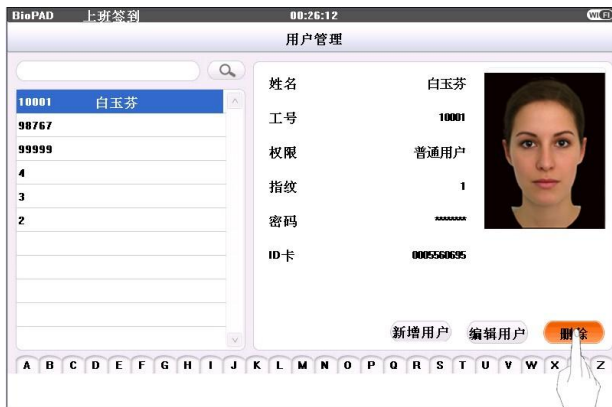 BioPAD 上班签到 00:26:12 WIFI
用户管理
10001 白玉芬
98767
99999
4
3
2
姓名 白玉芬
工号 10001
权限 普通用户
指纹 1
密码 ********
ID卡 0005560695
新增用户 编辑用户 删除
A B C D E F G H I J K L M N O P Q R S T U V W X Z